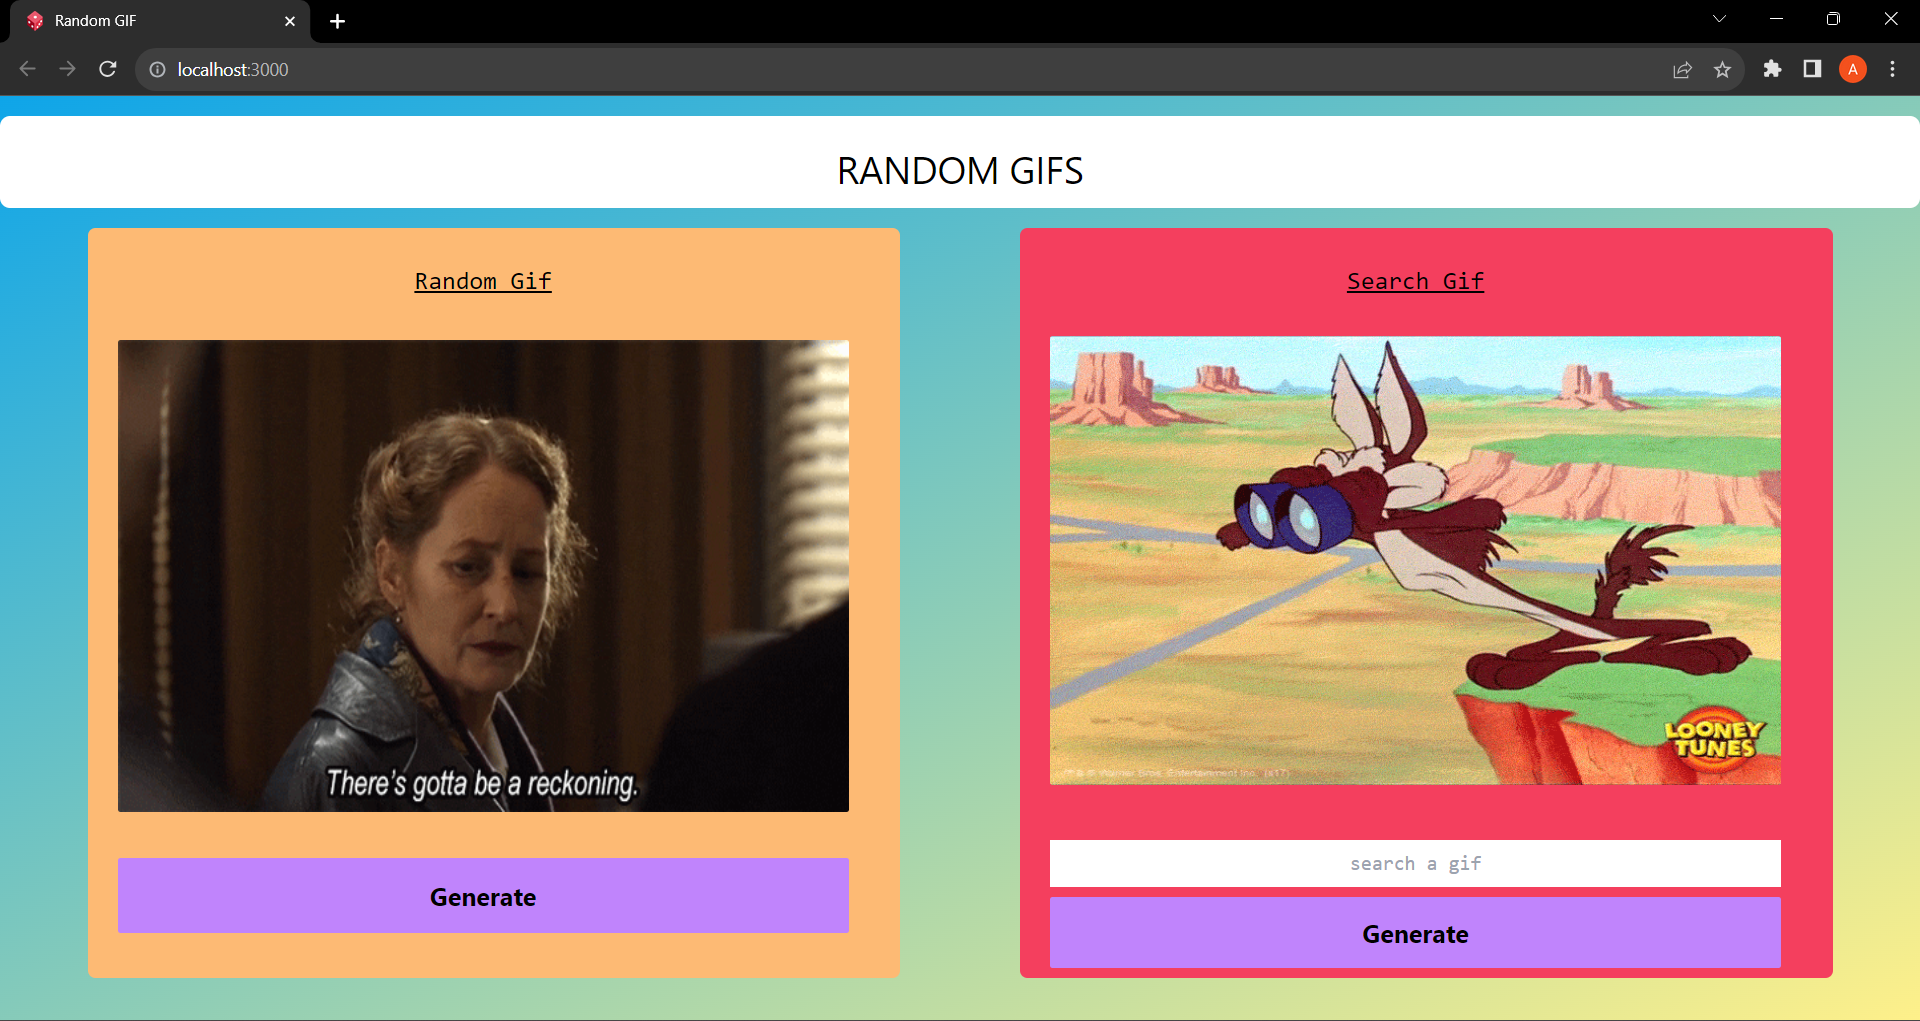 Random GIF
localhost:3000
A
RANDOM GIFS
Random Gif
There's gotta be a reckoning.
Generate
Search Gif
LOONEY
TUNES
search a gif
Generate